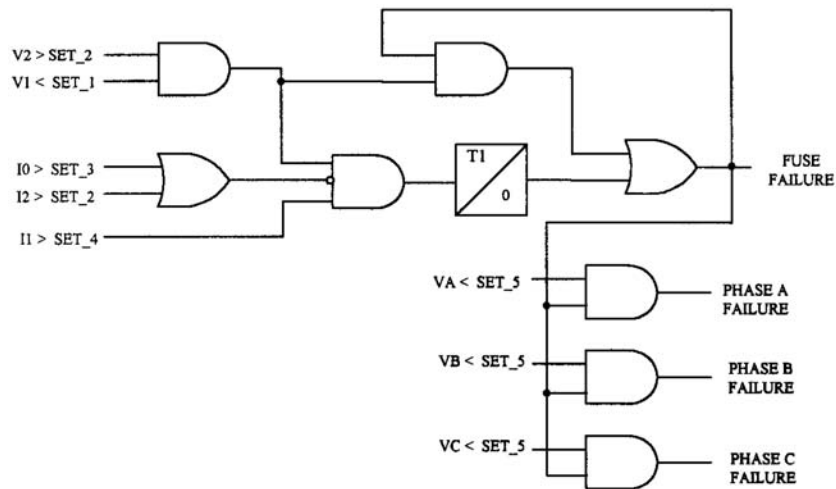 V2 > SET_2
V1 < SET_1
I0 > SET_3
I2 > SET_2
I1 > SET_4
T1
0
FUSE
FAILURE
VA < SET_5
PHASE A
FAILURE
VB < SET_5
PHASE B
FAILURE
VC < SET_5
PHASE C
FAILURE